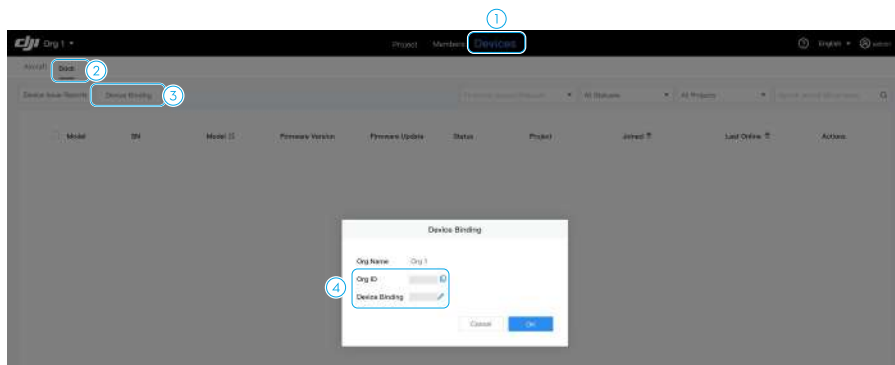 1
dji Org 1 Project Members Devices English admin
Aircraft Dock
2
Device Issue Reports Device Binding 3 All Statuses All Projects
Model SN Model Firmware Version Firmware Update Status Project Joined Last Online Actions
Device Binding
Org Name Org 1
Org ID
4
Device Binding
Cancel OK